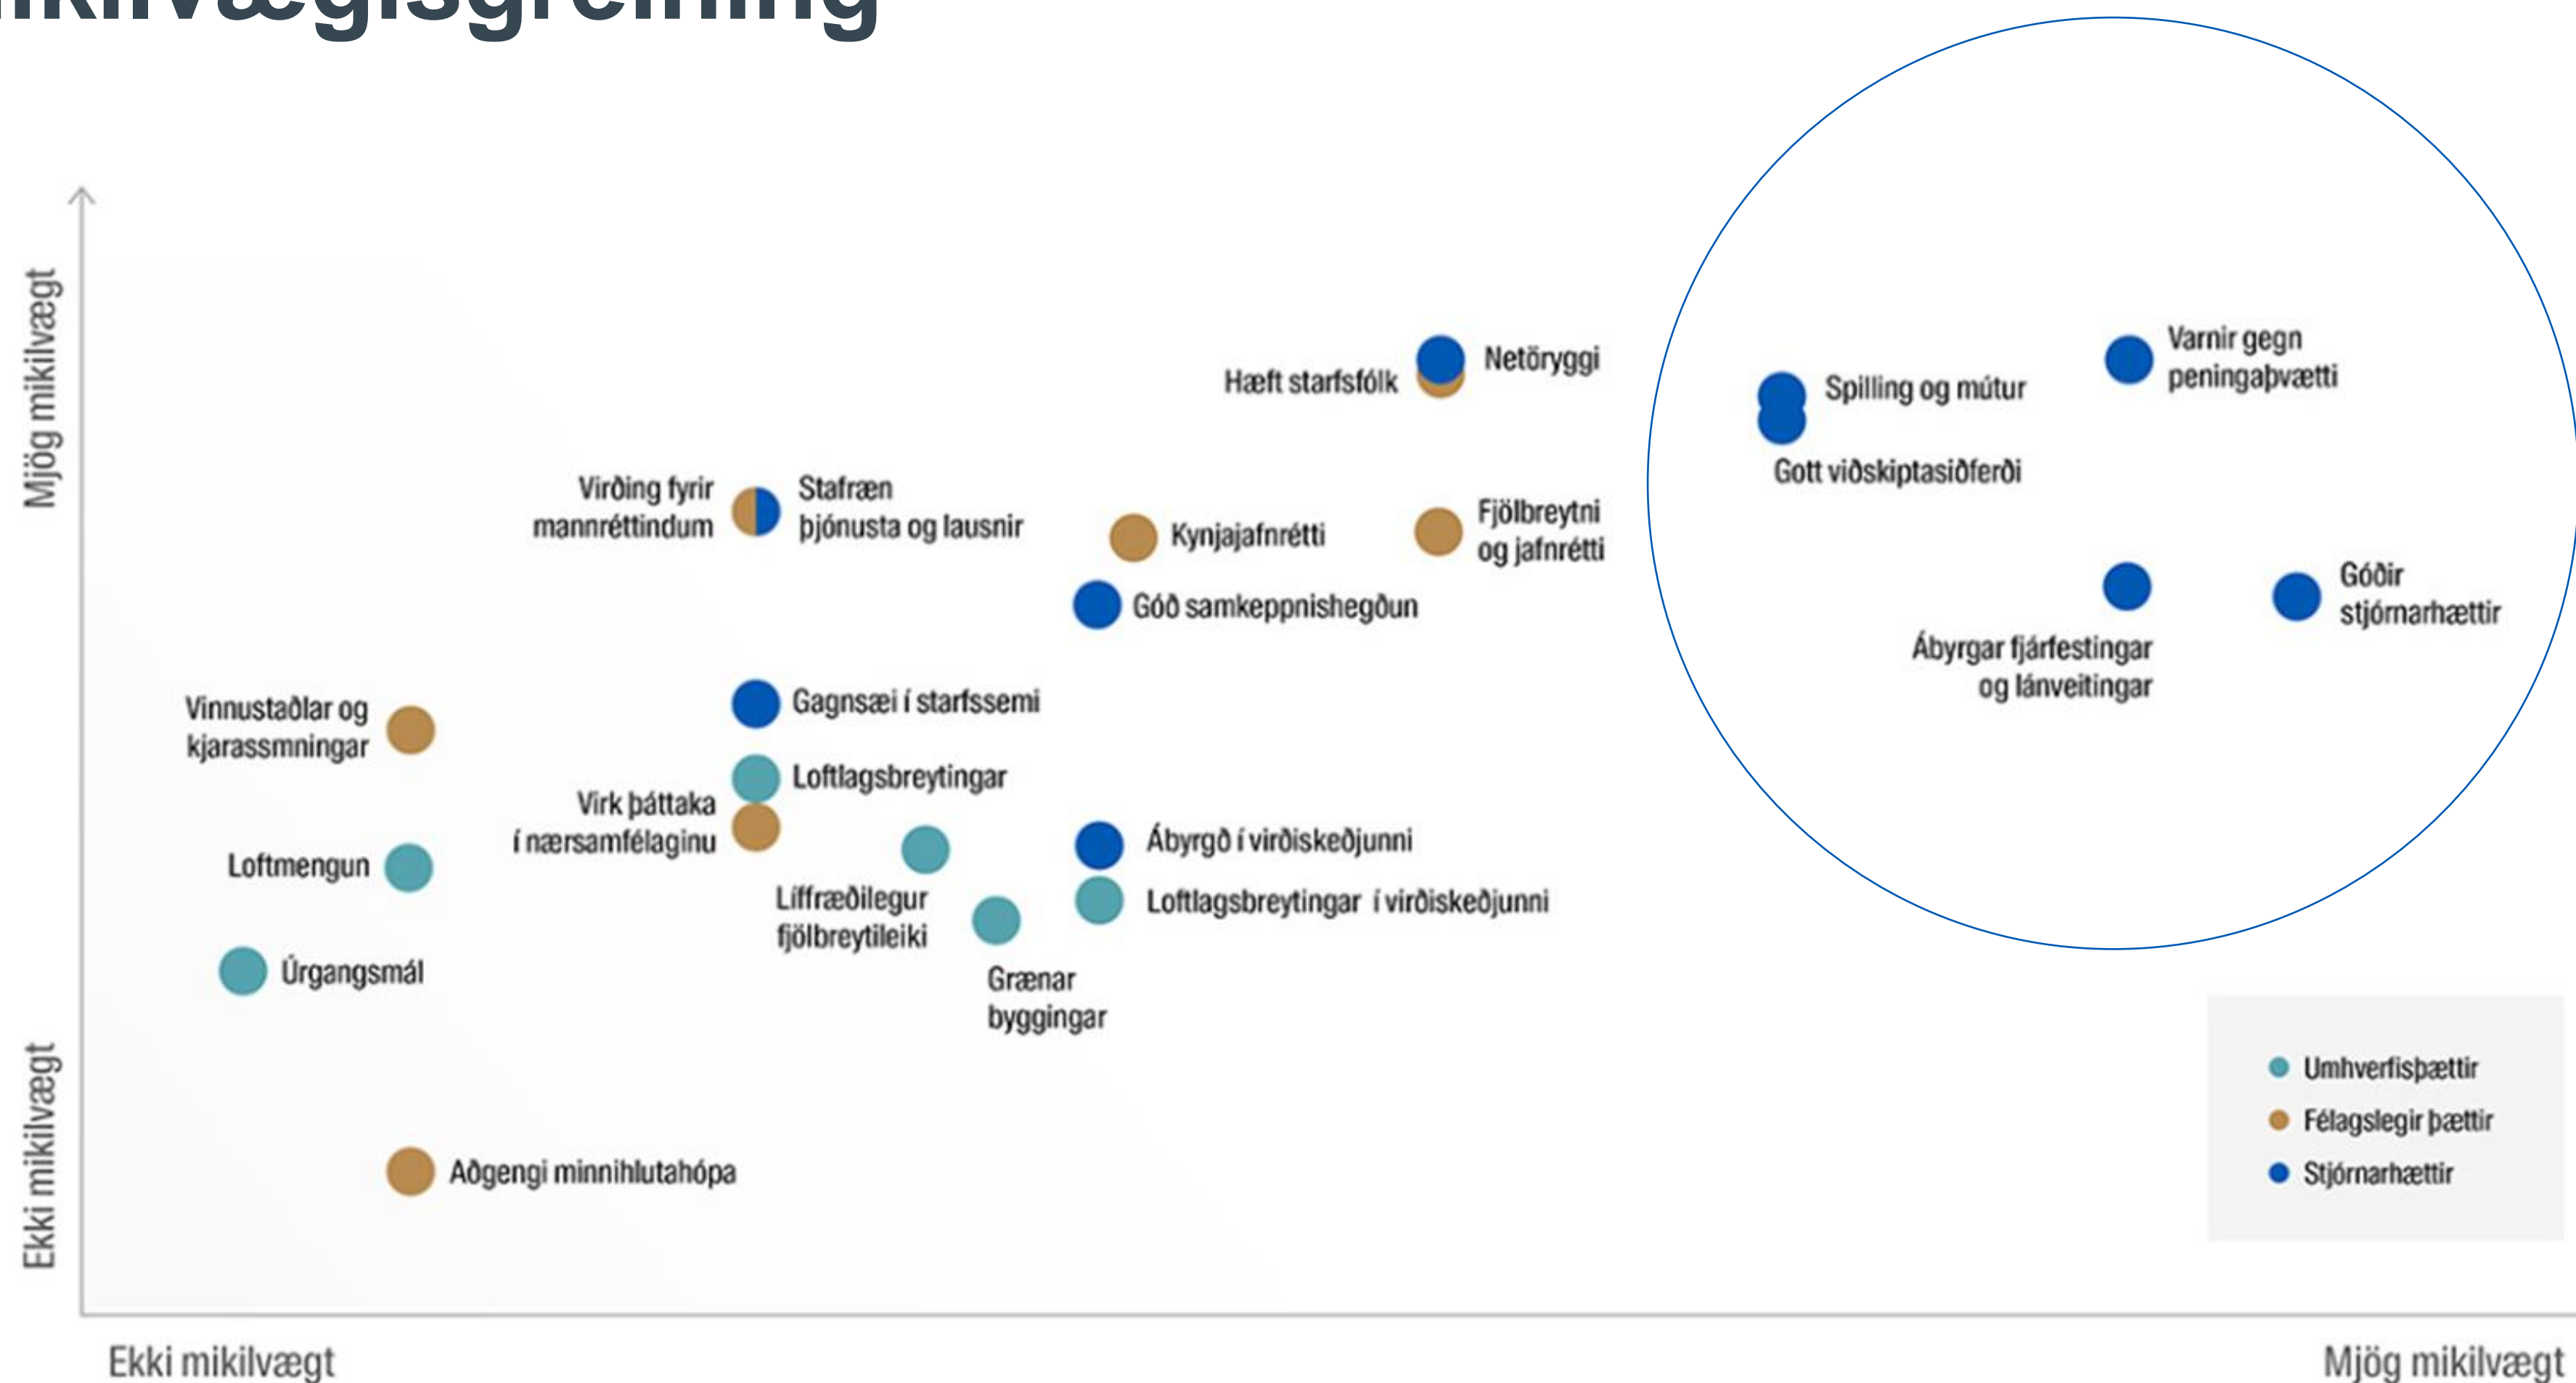 ikilvægisgreining
Mjög mikilvægt
Ekki mikilvægt
Hæft starfsfólk
Netöryggi
Spilling og mútur
Gott viðskiptasiðferði
Varnir gegn
peningaþvætti
Virðing fyrir
mannréttindum
Stafræn
þjónusta og lausnir
Kynjajafnrétti
Fjölbreytni
og jafnrétti
Góð samkeppnishegðun
Ábyrgar fjárfestingar
og lánveitingar
Góðir
stjórnarhættir
Vinnustaðlar og
kjarassmningar
Gagnsæi í starfssemi
Loftlagsbreytingar
Virk þáttaka
í nærsamfélaginu
Loftmengun
Líffræðilegur
fjölbreytileiki
Ábyrgð í virðiskeðjunni
Loftlagsbreytingar í virðiskeðjunni
Úrgangsmál
Grænar
byggingar
Aðgengi minnihlutahópa
Umhverfisþættir
Félagslegir þættir
Stjórnarhættir
Ekki mikilvægt
Mjög mikilvægt